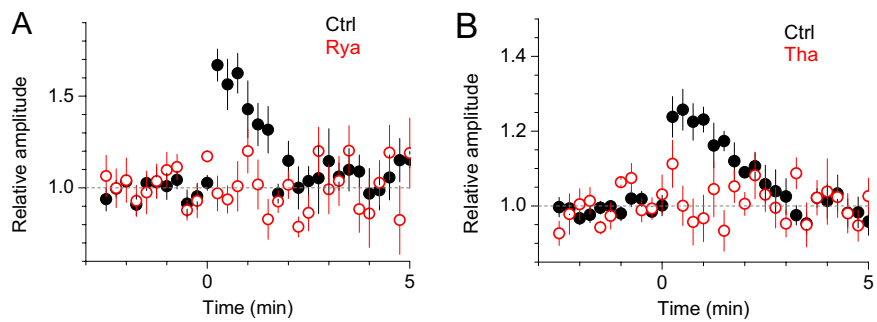 A
Ctrl
Rya
Relative amplitude
1.5
1.0
0
5
Time (min)
B
Ctrl
Tha
Relative amplitude
1.4
1.2
1.0
0
5
Time (min)